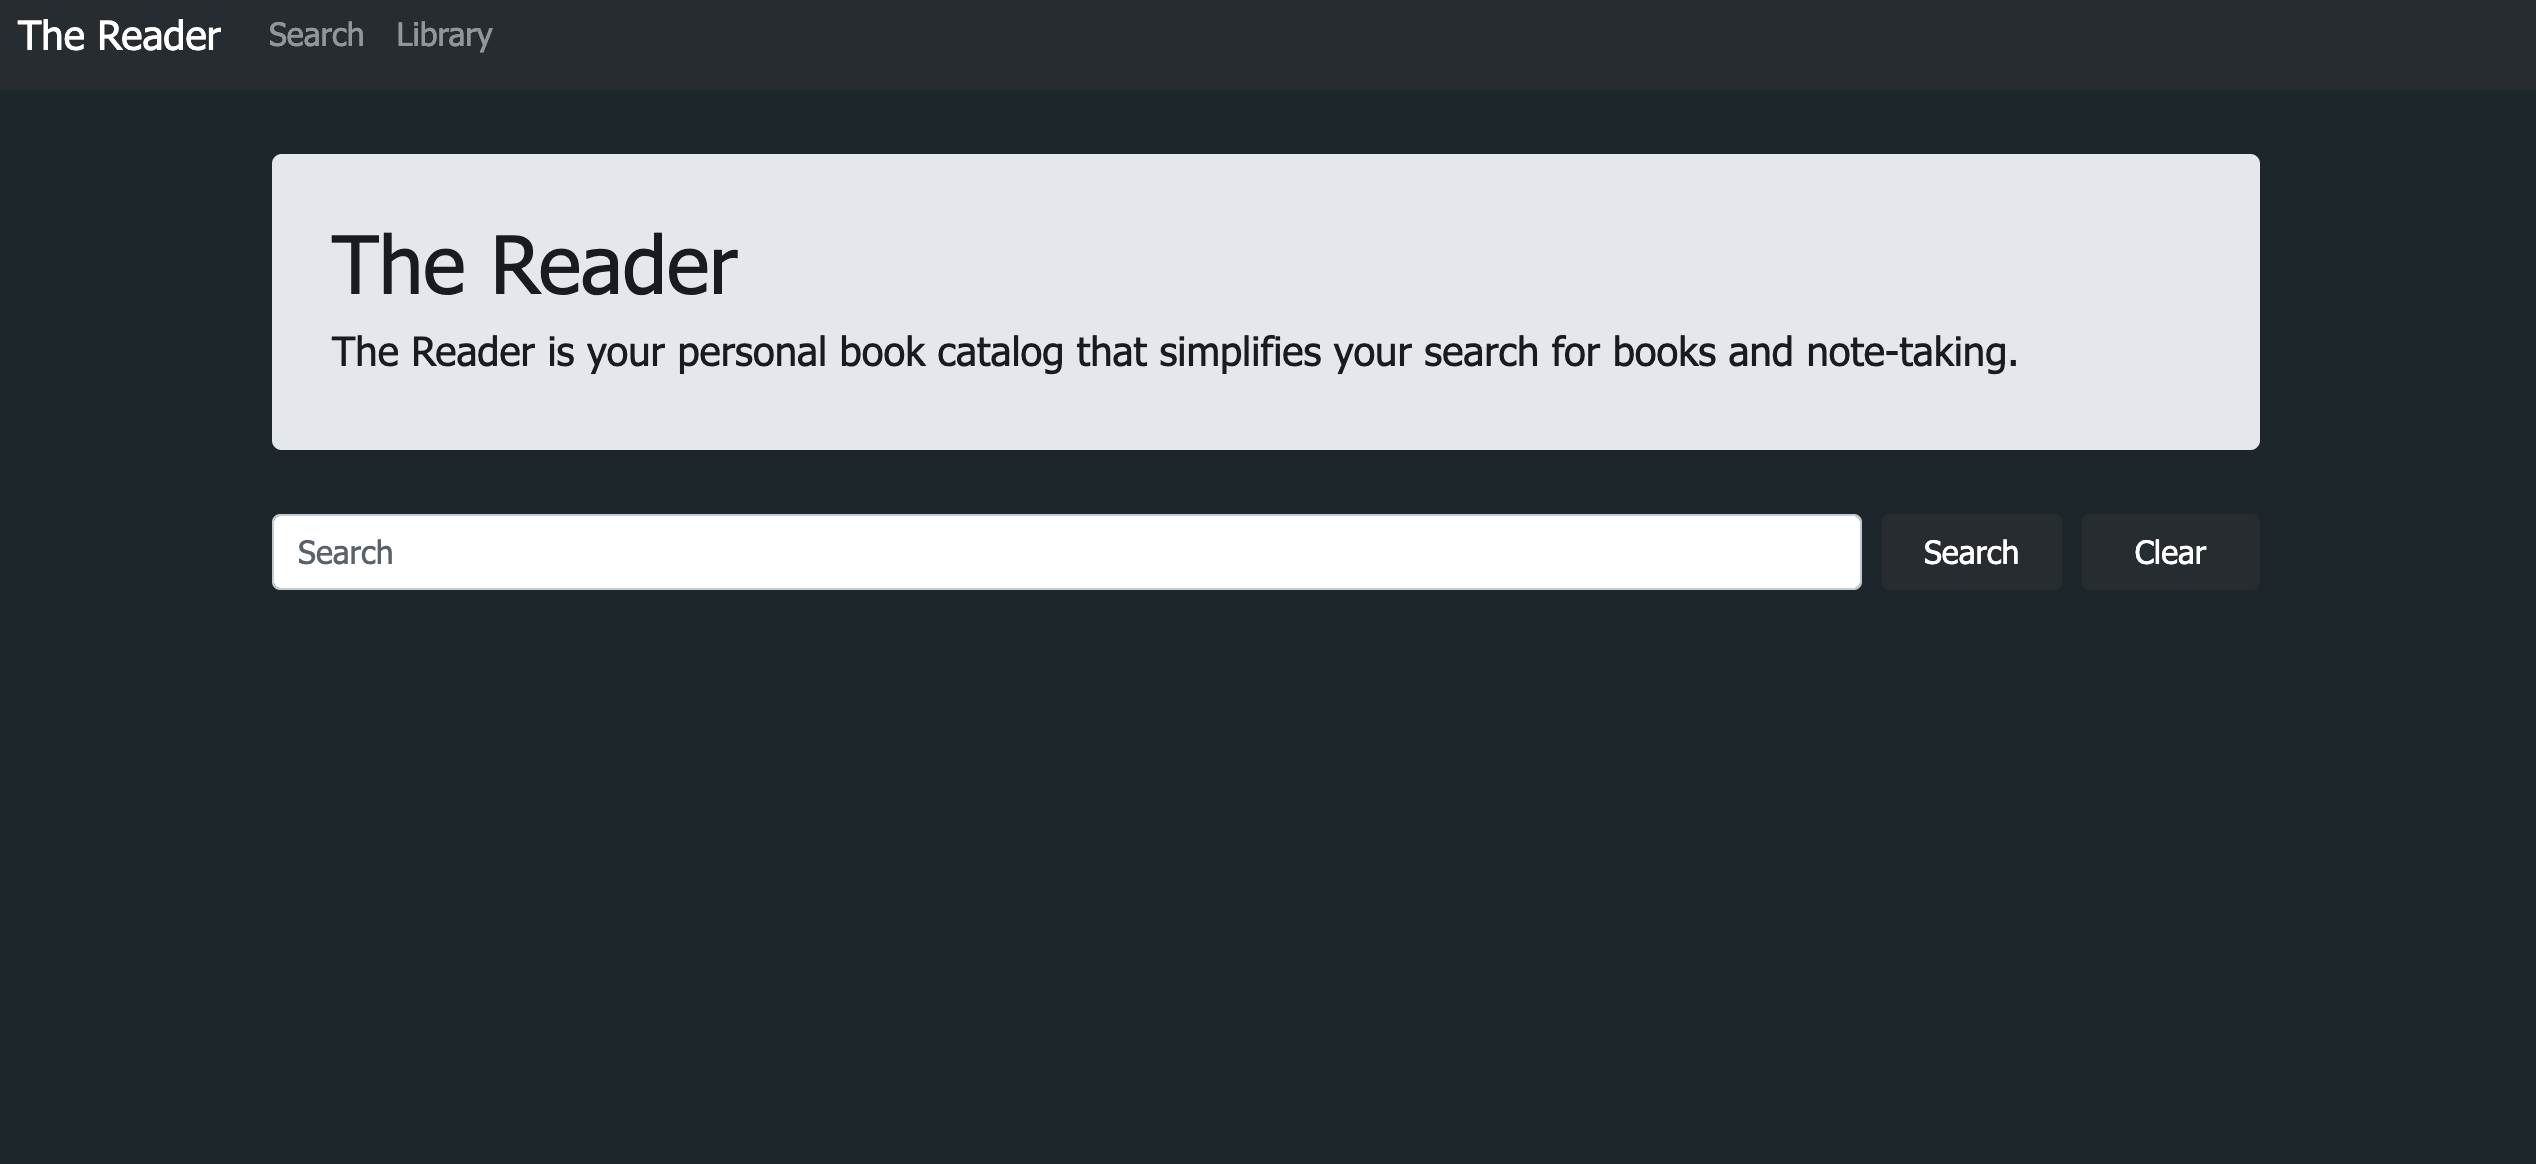 The Reader Search Library
The Reader
The Reader is your personal book catalog that simplifies your search for books and note-taking.
Search Search Clear